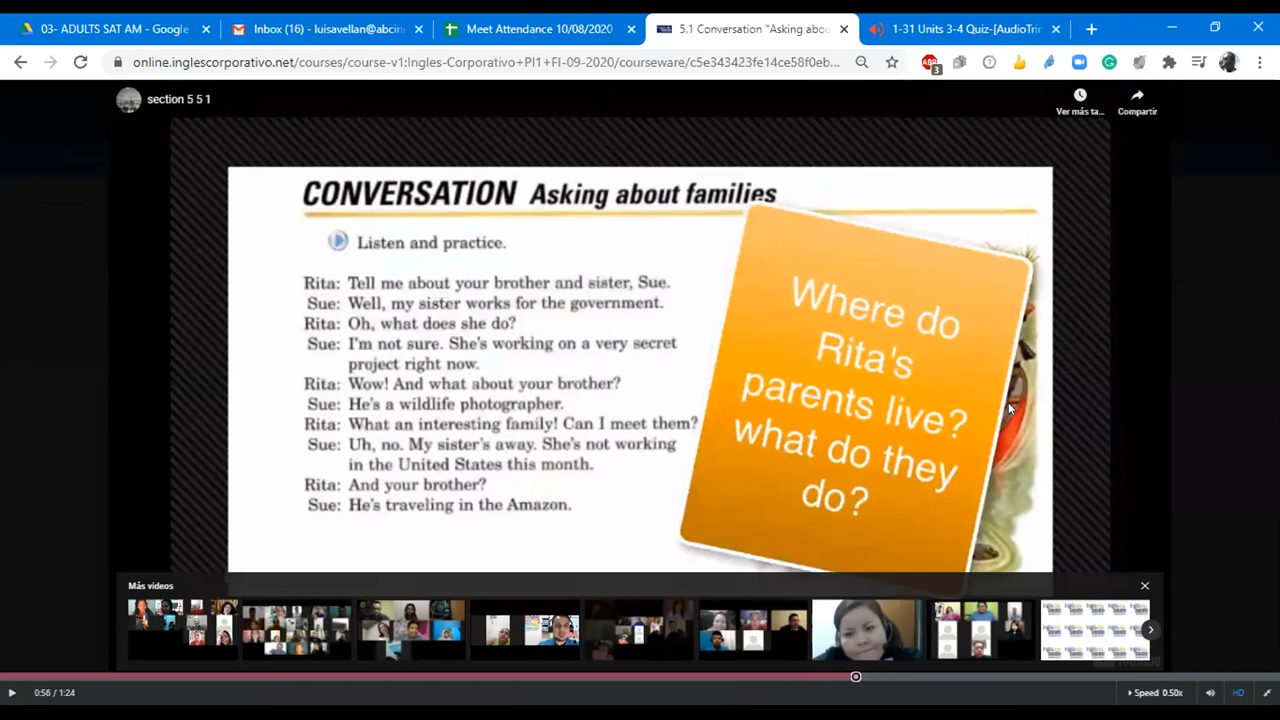 03- ADULTS SAT AM - Google
Inbox (16) - luisavellan@abcin
Meet Attendance 10/08/2020
5.1 Conversation "Asking abou
1-31 Units 3-4 Quiz-[AudioTrin
online.inglescorporativo.net/courses/course-v1:Ingles-Corporativo+PI1+FI-09-2020/courseware/c5e343423fe14ce58f0eb...
3
section 5 5 1
Ver más ta...
Compartir
CONVERSATION Asking about families
Listen and practice.
Rita: Tell me about your brother and sister, Sue.
Sue: Well, my sister works for the government.
Rita: Oh, what does she do?
Sue: I'm not sure. She's working on a very secret
project right now.
Rita: Wow! And what about your brother?
Sue: He's a wildlife photographer.
Rita: What an interesting family! Can I meet them?
Sue: Uh, no. My sister's away. She's not working
in the United States this month.
Rita: And your brother?
Sue: He's traveling in the Amazon.
Where do
Rita's
parents live?
what do they
do?
Más videos
0:56 / 1:24
Speed 0.50x
HD